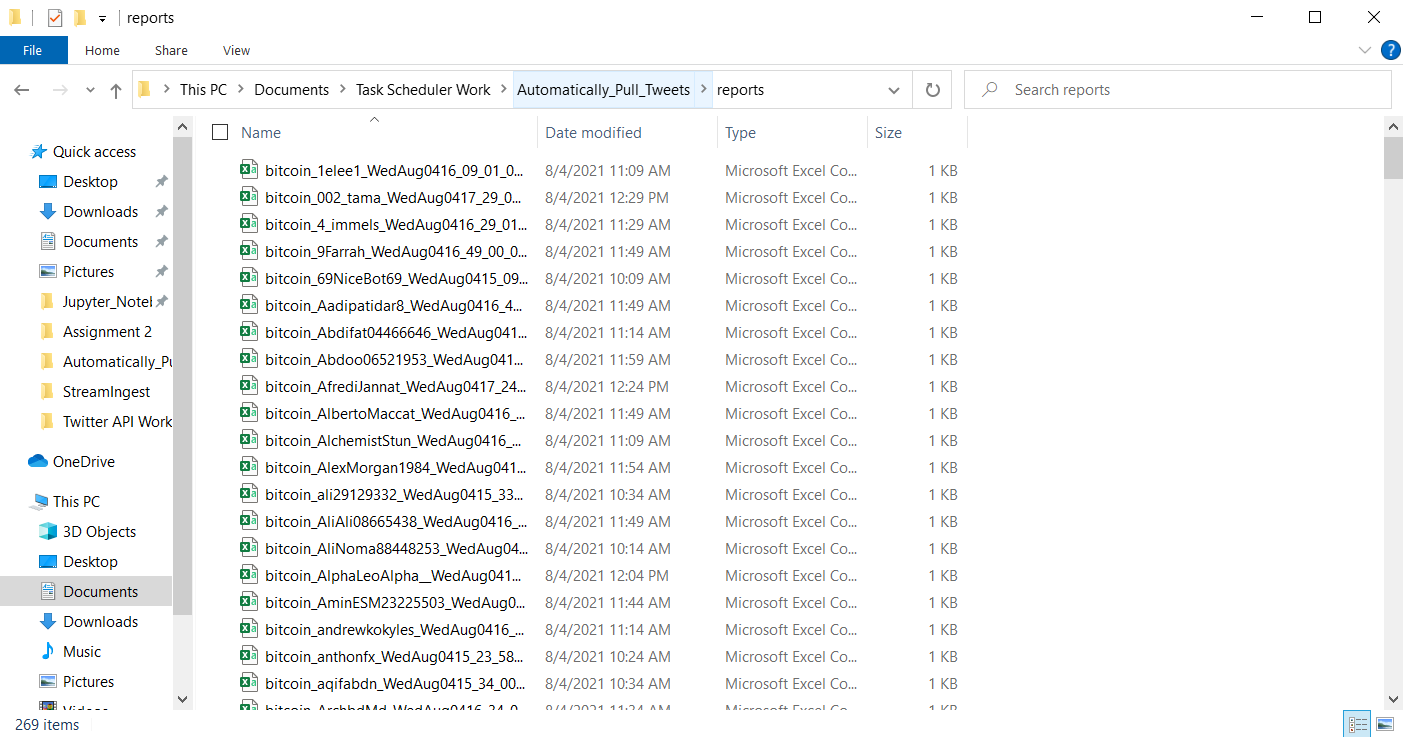 reports
File Home Share View
This PC Documents Task Scheduler Work Automatically_Pull_Tweets reports Search reports
Name Date modified Type Size
Quick access
Desktop
Downloads
Documents
Pictures
Jupyter_Notel
Assignment 2
Automatically_Pu
StreamIngest
Twitter API Work
OneDrive
This PC
3D Objects
Desktop
Documents
Downloads
Music
Pictures
Videos
bitcoin_1elee1_WedAug0416_09_01_0... 8/4/2021 11:09 AM Microsoft Excel Co... 1 KB
bitcoin_002_tama_WedAug0417_29_0... 8/4/2021 12:29 PM Microsoft Excel Co... 1 KB
bitcoin_4_immels_WedAug0416_29_01... 8/4/2021 11:29 AM Microsoft Excel Co... 1 KB
bitcoin_9Farrah_WedAug0416_49_00_0... 8/4/2021 11:49 AM Microsoft Excel Co... 1 KB
bitcoin_69NiceBot69_WedAug0415_09... 8/4/2021 10:09 AM Microsoft Excel Co... 1 KB
bitcoin_Aadipatidar8_WedAug0416_4... 8/4/2021 11:49 AM Microsoft Excel Co... 1 KB
bitcoin_Abdifat04466646_WedAug041... 8/4/2021 11:14 AM Microsoft Excel Co... 1 KB
bitcoin_Abdoo06521953_WedAug041... 8/4/2021 11:59 AM Microsoft Excel Co... 1 KB
bitcoin_AfrediJannat_WedAug0417_24... 8/4/2021 12:24 PM Microsoft Excel Co... 1 KB
bitcoin_AlbertoMaccat_WedAug0416_... 8/4/2021 11:49 AM Microsoft Excel Co... 1 KB
bitcoin_AlchemistStun_WedAug0416_... 8/4/2021 11:09 AM Microsoft Excel Co... 1 KB
bitcoin_AlexMorgan1984_WedAug041... 8/4/2021 11:54 AM Microsoft Excel Co... 1 KB
bitcoin_ali29129332_WedAug0415_33... 8/4/2021 10:34 AM Microsoft Excel Co... 1 KB
bitcoin_AliAli08665438_WedAug0416_... 8/4/2021 11:49 AM Microsoft Excel Co... 1 KB
bitcoin_AliNoma88448253_WedAug04... 8/4/2021 10:14 AM Microsoft Excel Co... 1 KB
bitcoin_AlphaLeoAlpha__WedAug041... 8/4/2021 12:04 PM Microsoft Excel Co... 1 KB
bitcoin_AminESM23225503_WedAug0... 8/4/2021 11:44 AM Microsoft Excel Co... 1 KB
bitcoin_andrewkokyles_WedAug0416_... 8/4/2021 11:14 AM Microsoft Excel Co... 1 KB
bitcoin_anthonfx_WedAug0415_23_58... 8/4/2021 10:24 AM Microsoft Excel Co... 1 KB
bitcoin_aqifabdn_WedAug0415_34_00... 8/4/2021 10:34 AM Microsoft Excel Co... 1 KB
8/4/2021 11:34 AM Microsoft Excel Co... 1 KB
269 items